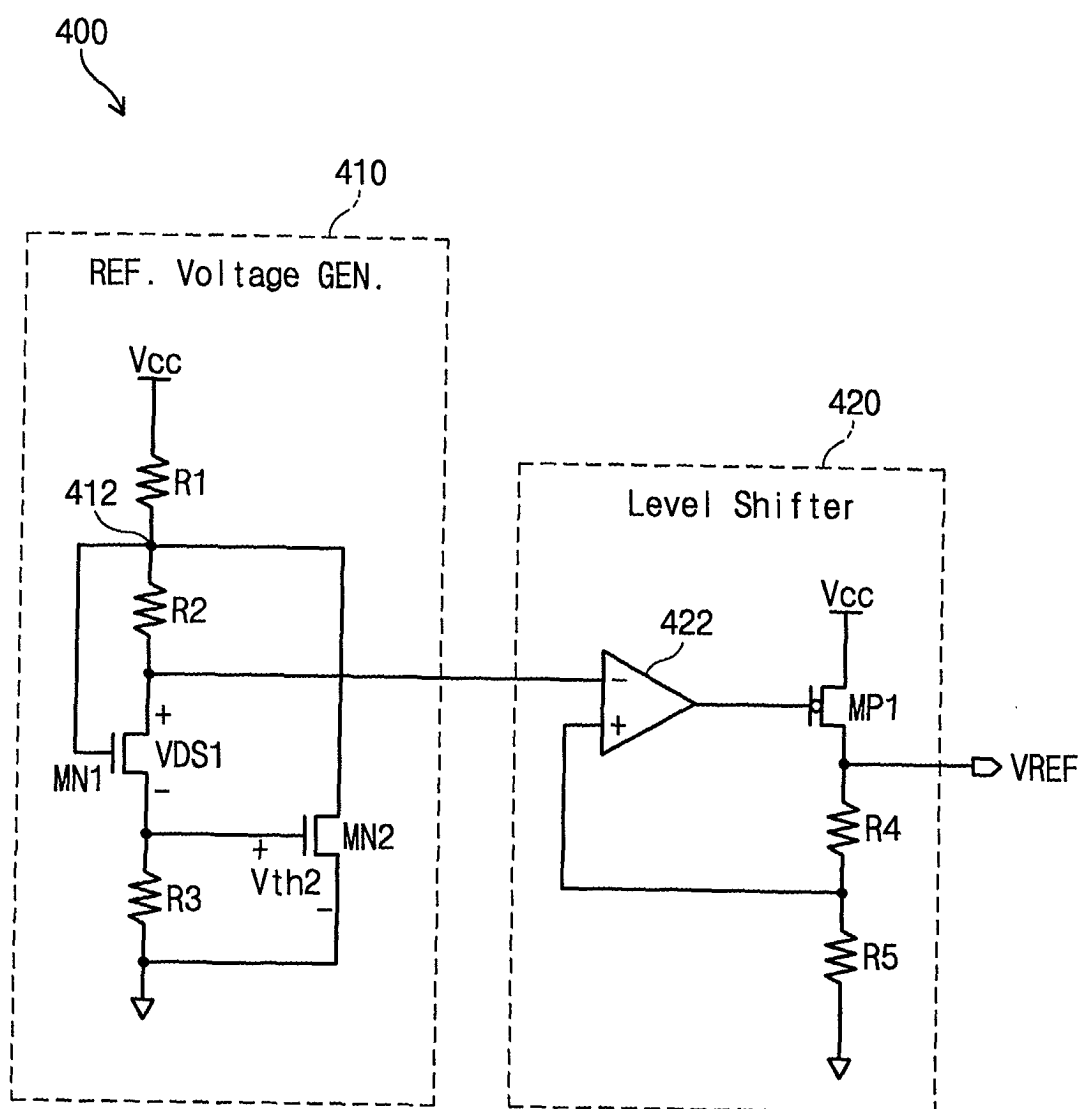 400
410
REF. Voltage GEN.
Vcc
R1
412
R2
+
VDS1
MN1
-
+
Vth2
-
MN2
R3
420
Level Shifter
Vcc
422
-
+
MP1
VREF
R4
R5